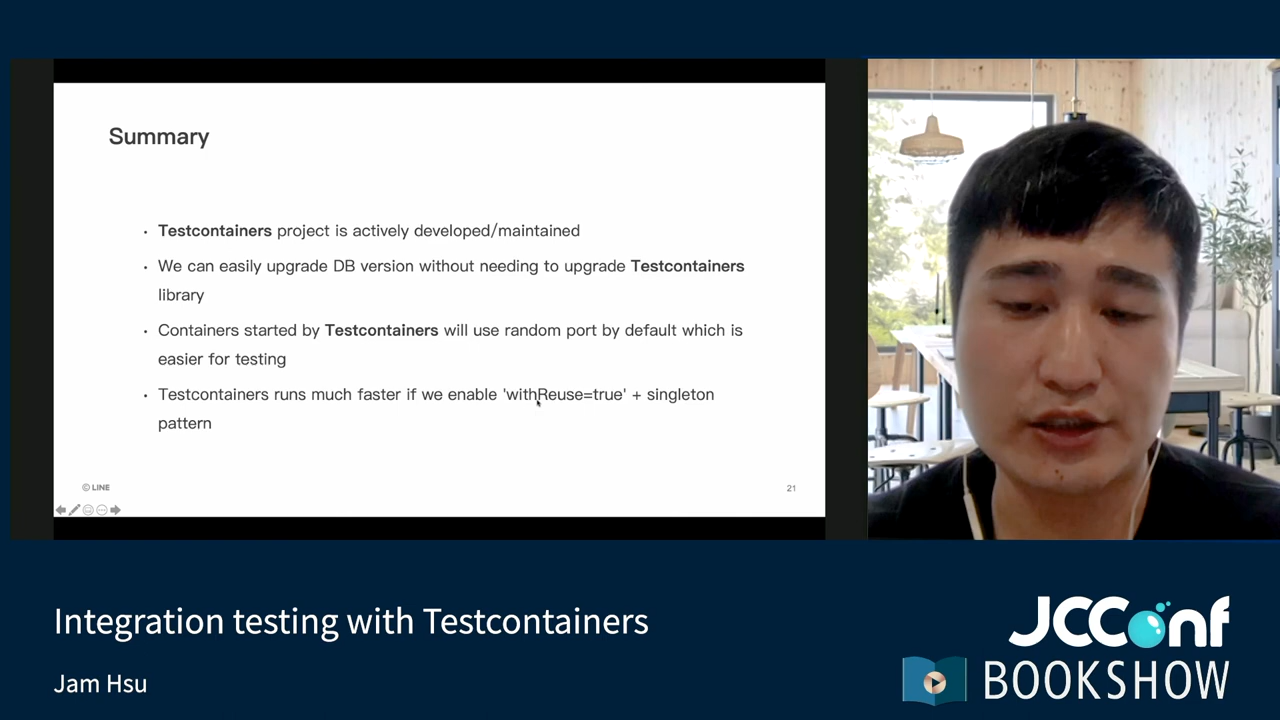 Summary
• Testcontainers project is actively developed/maintained
• We can easily upgrade DB version without needing to upgrade Testcontainers
library
• Containers started by Testcontainers will use random port by default which is
easier for testing
• Testcontainers runs much faster if we enable 'withReuse=true' + singleton
pattern
© LINE
21
Integration testing with Testcontainers
Jam Hsu
JCConf
BOOKSHOW